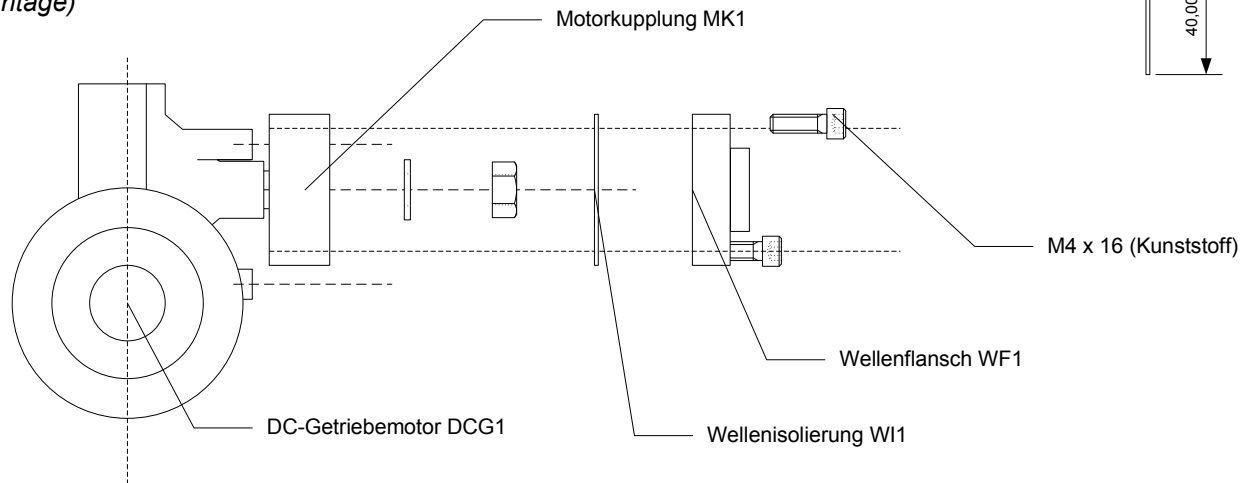 ntage)
Motorkupplung MK1
40,00
M4 x 16 (Kunststoff)
Wellenflansch WF1
DC-Getriebemotor DCG1
Wellenisolierung WI1